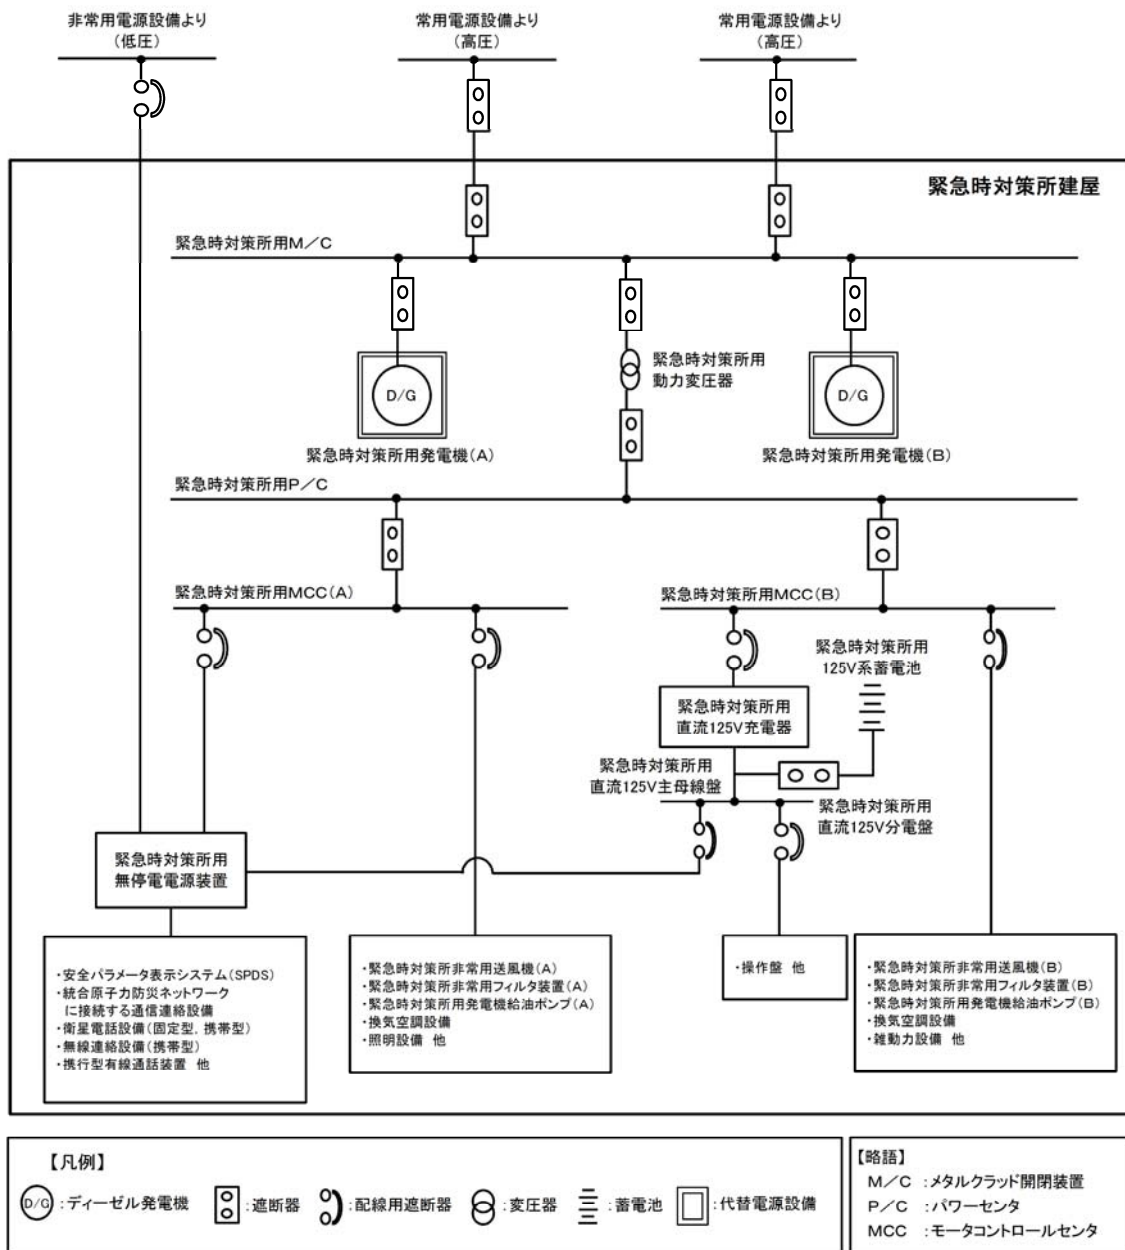 非常用電源設備より
(低圧)
常用電源設備より
(高圧)
常用電源設備より
(高圧)
緊急時対策所建屋
緊急時対策所用M/C
D/G
緊急時対策所用発電機(A)
緊急時対策所用
動力変圧器
D/G
緊急時対策所用発電機(B)
緊急時対策所用P/C
緊急時対策所用MCC(A)
緊急時対策所用MCC(B)
緊急時対策所用
125V系蓄電池
緊急時対策所用
直流125V充電器
緊急時対策所用
直流125V主母線盤
緊急時対策所用
直流125V分電盤
緊急時対策所用
無停電電源装置
・安全パラメータ表示システム(SPDS)
・統合原子力防災ネットワーク
に接続する通信連絡設備
・衛星電話設備(固定型,携帯型)
・無線連絡設備(携帯型)
・携行型有線通話装置 他
・緊急時対策所非常用送風機(A)
・緊急時対策所非常用フィルタ装置(A)
・緊急時対策所用発電機給油ポンプ(A)
・換気空調設備
・照明設備 他
・操作盤 他
・緊急時対策所非常用送風機(B)
・緊急時対策所非常用フィルタ装置(B)
・緊急時対策所用発電機給油ポンプ(B)
・換気空調設備
・雑動力設備 他
【凡例】
D/G :ディーゼル発電機 :遮断器 :配線用遮断器 :変圧器 :蓄電池 :代替電源設備
【略語】
M/C :メタルクラッド開閉装置
P/C :パワーセンタ
MCC :モータコントロールセンタ